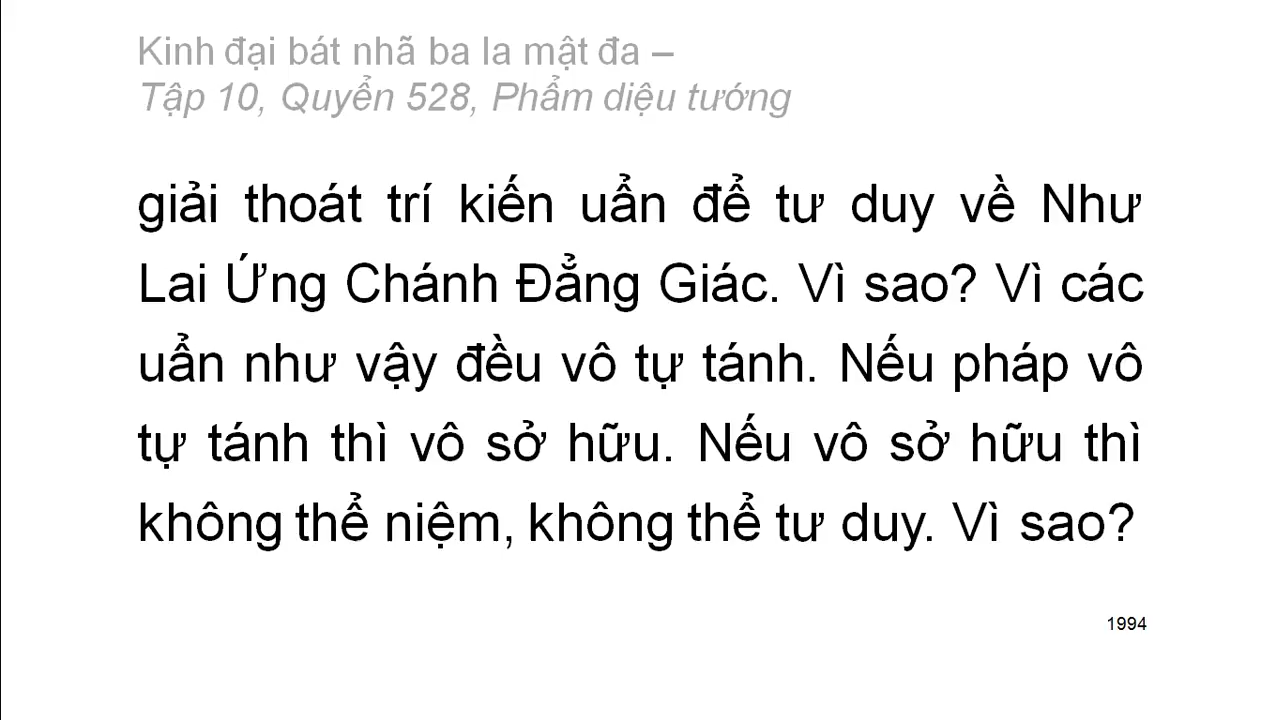 Kinh đại bát nhã ba la mật đa –
Tập 10, Quyển 528, Phẩm diệu tướng
giải thoát trí kiến uẩn để tư duy về Như
Lai Ứng Chánh Đẳng Giác. Vì sao? Vì các
uẩn như vậy đều vô tự tánh. Nếu pháp vô
tự tánh thì vô sở hữu. Nếu vô sở hữu thì
không thể niệm, không thể tư duy. Vì sao?
1994